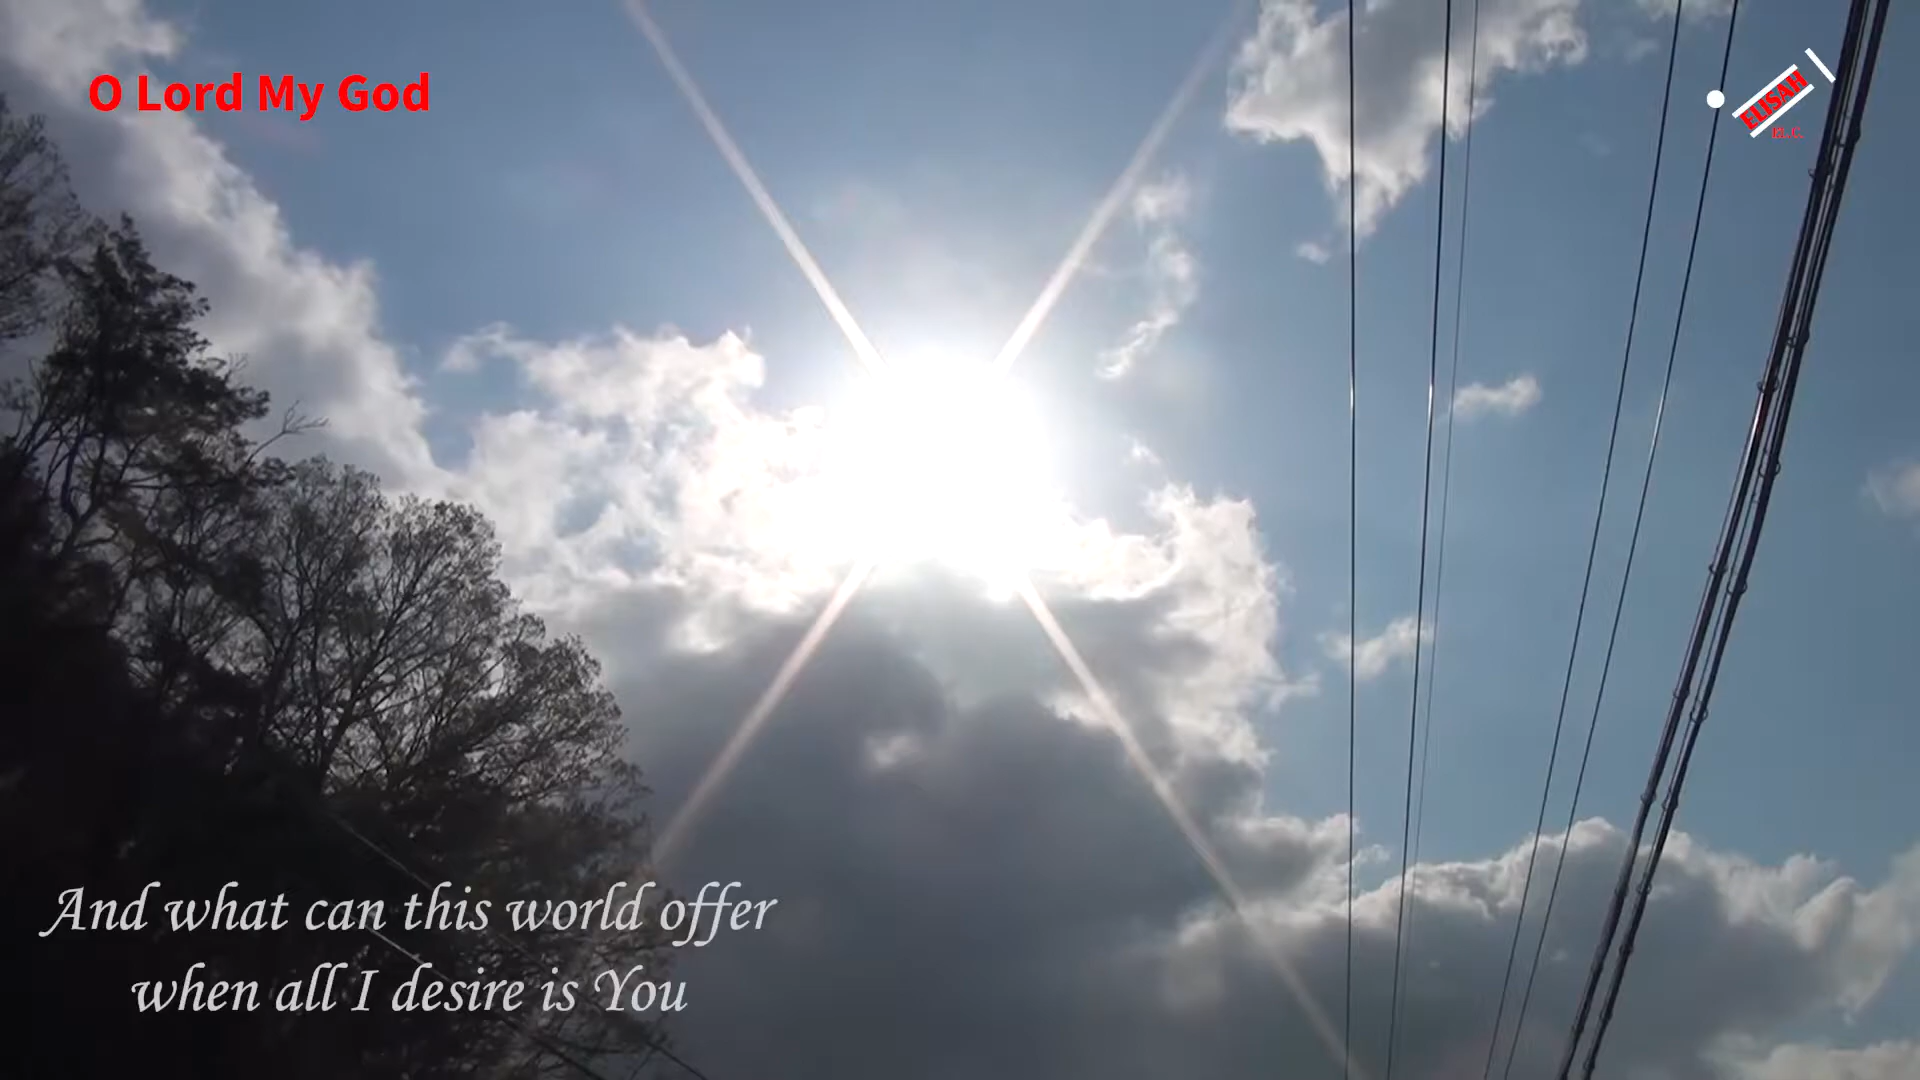 O Lord My God
ELISAH
M.C.
And what can this world offer
when all I desire is You